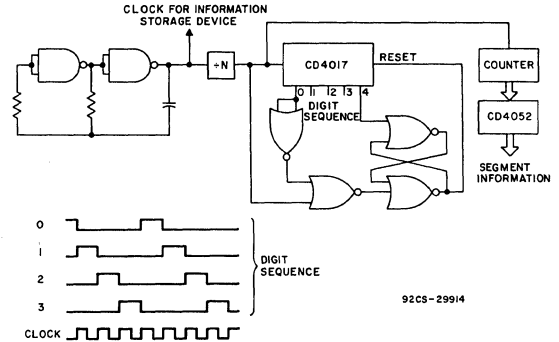 CLOCK FOR INFORMATION
STORAGE DEVICE
÷N
CD4017
RESET
COUNTER
0 1 2 3 4
DIGIT
SEQUENCE
CD4052
SEGMENT
INFORMATION
0
1
2
3
CLOCK
DIGIT
SEQUENCE
92CS-29914